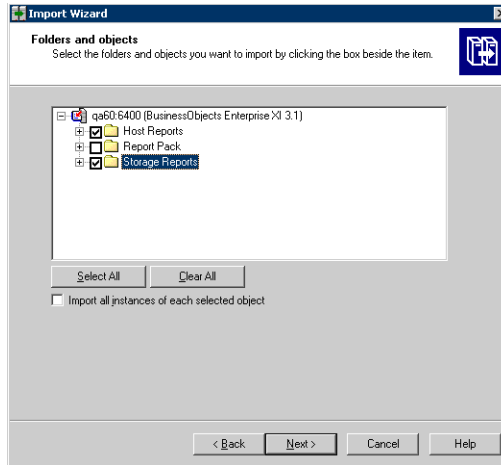 Import Wizard
Folders and objects
Select the folders and objects you want to import by clicking the box beside the item.
qa60:6400 (BusinessObjects Enterprise XI 3.1)
Host Reports
Report Pack
Storage Reports
Select All Clear All
Import all instances of each selected object
< Back Next > Cancel Help